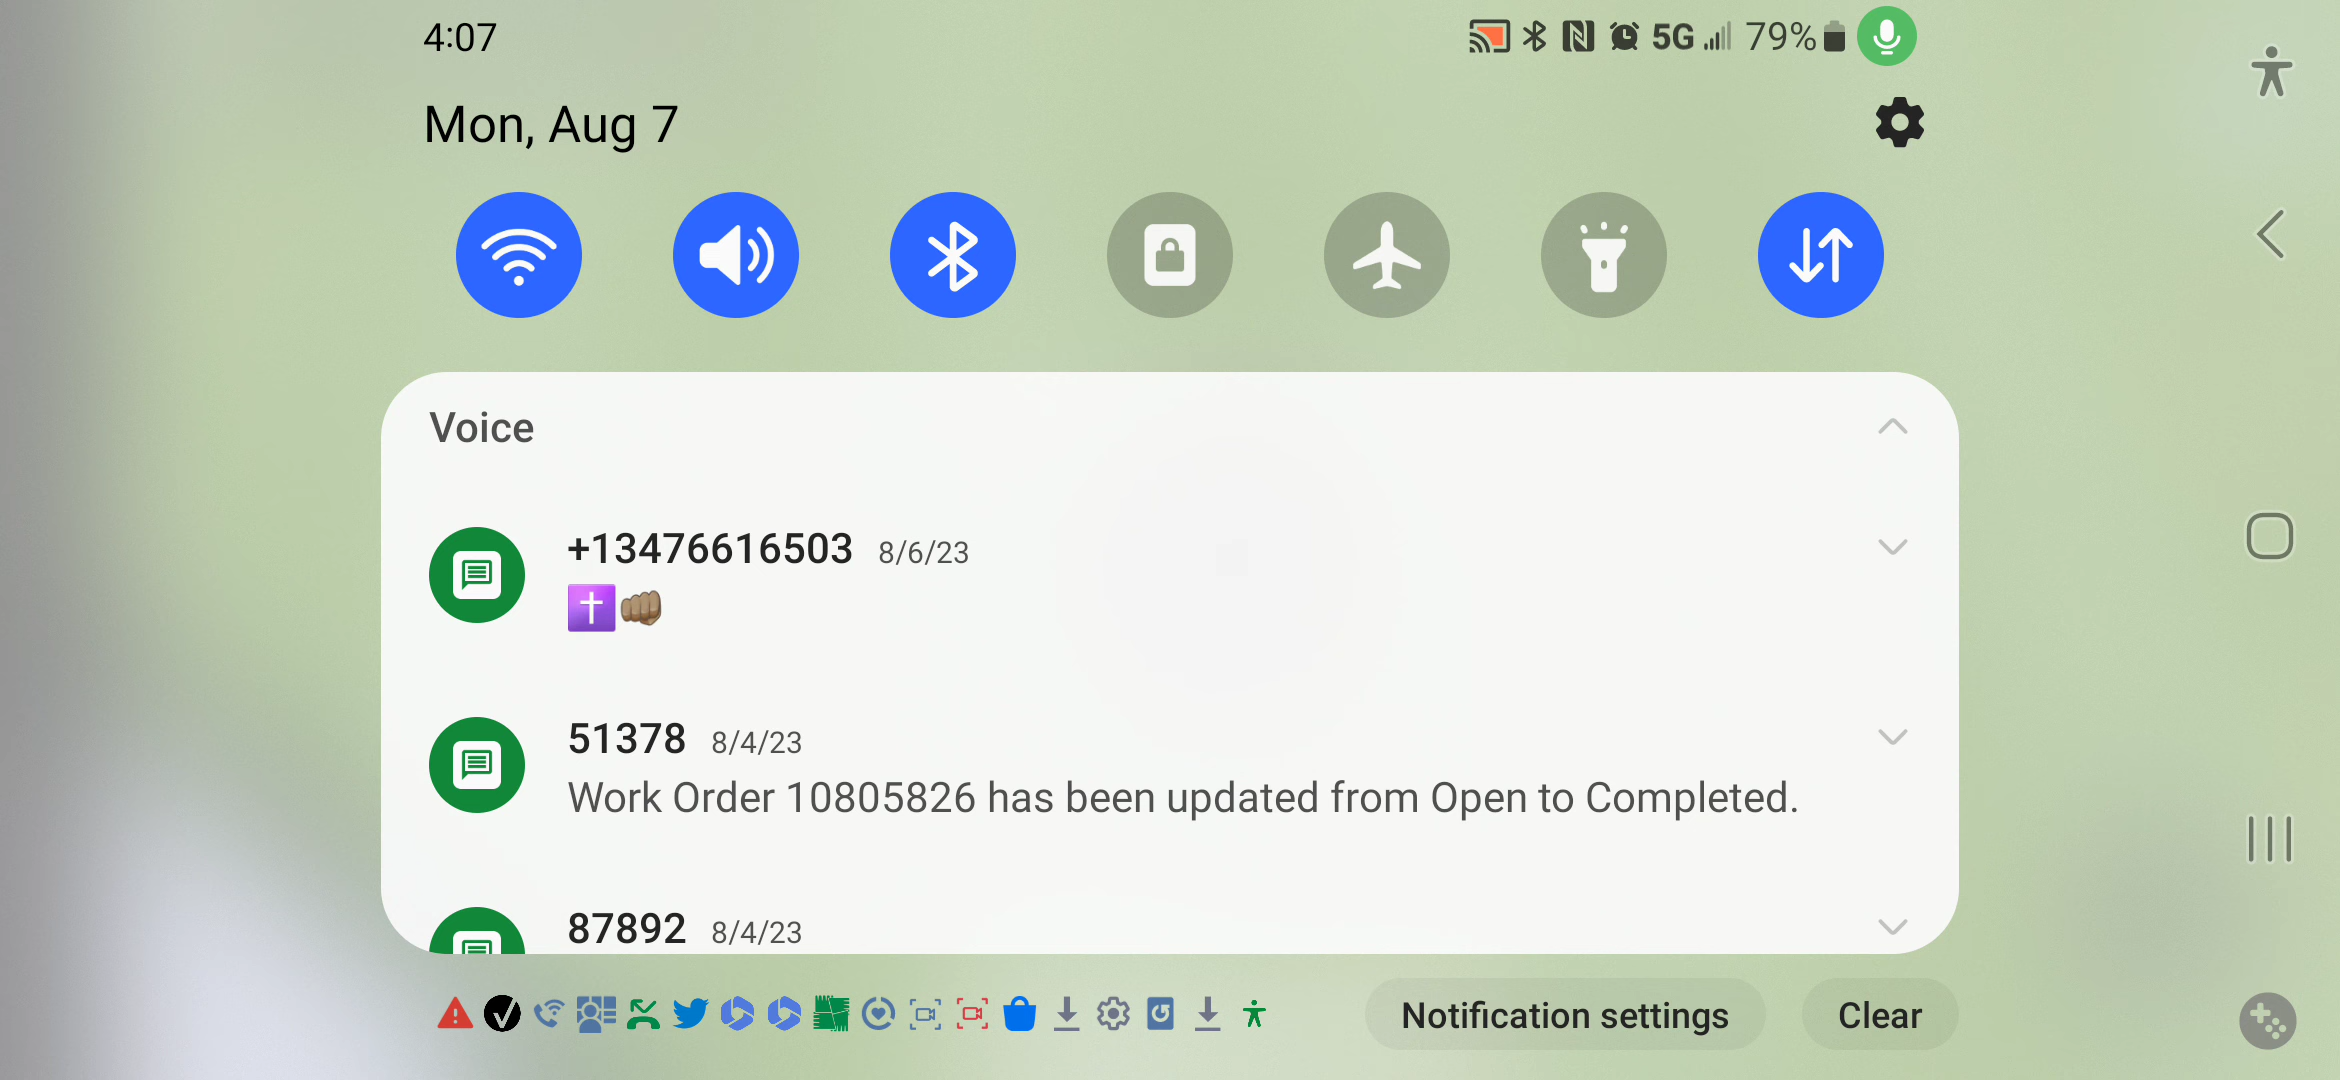 4:07
5G 79%
Mon, Aug 7
Voice
+13476616503 8/6/23
51378 8/4/23
Work Order 10805826 has been updated from Open to Completed.
87892 8/4/23
Notification settings Clear